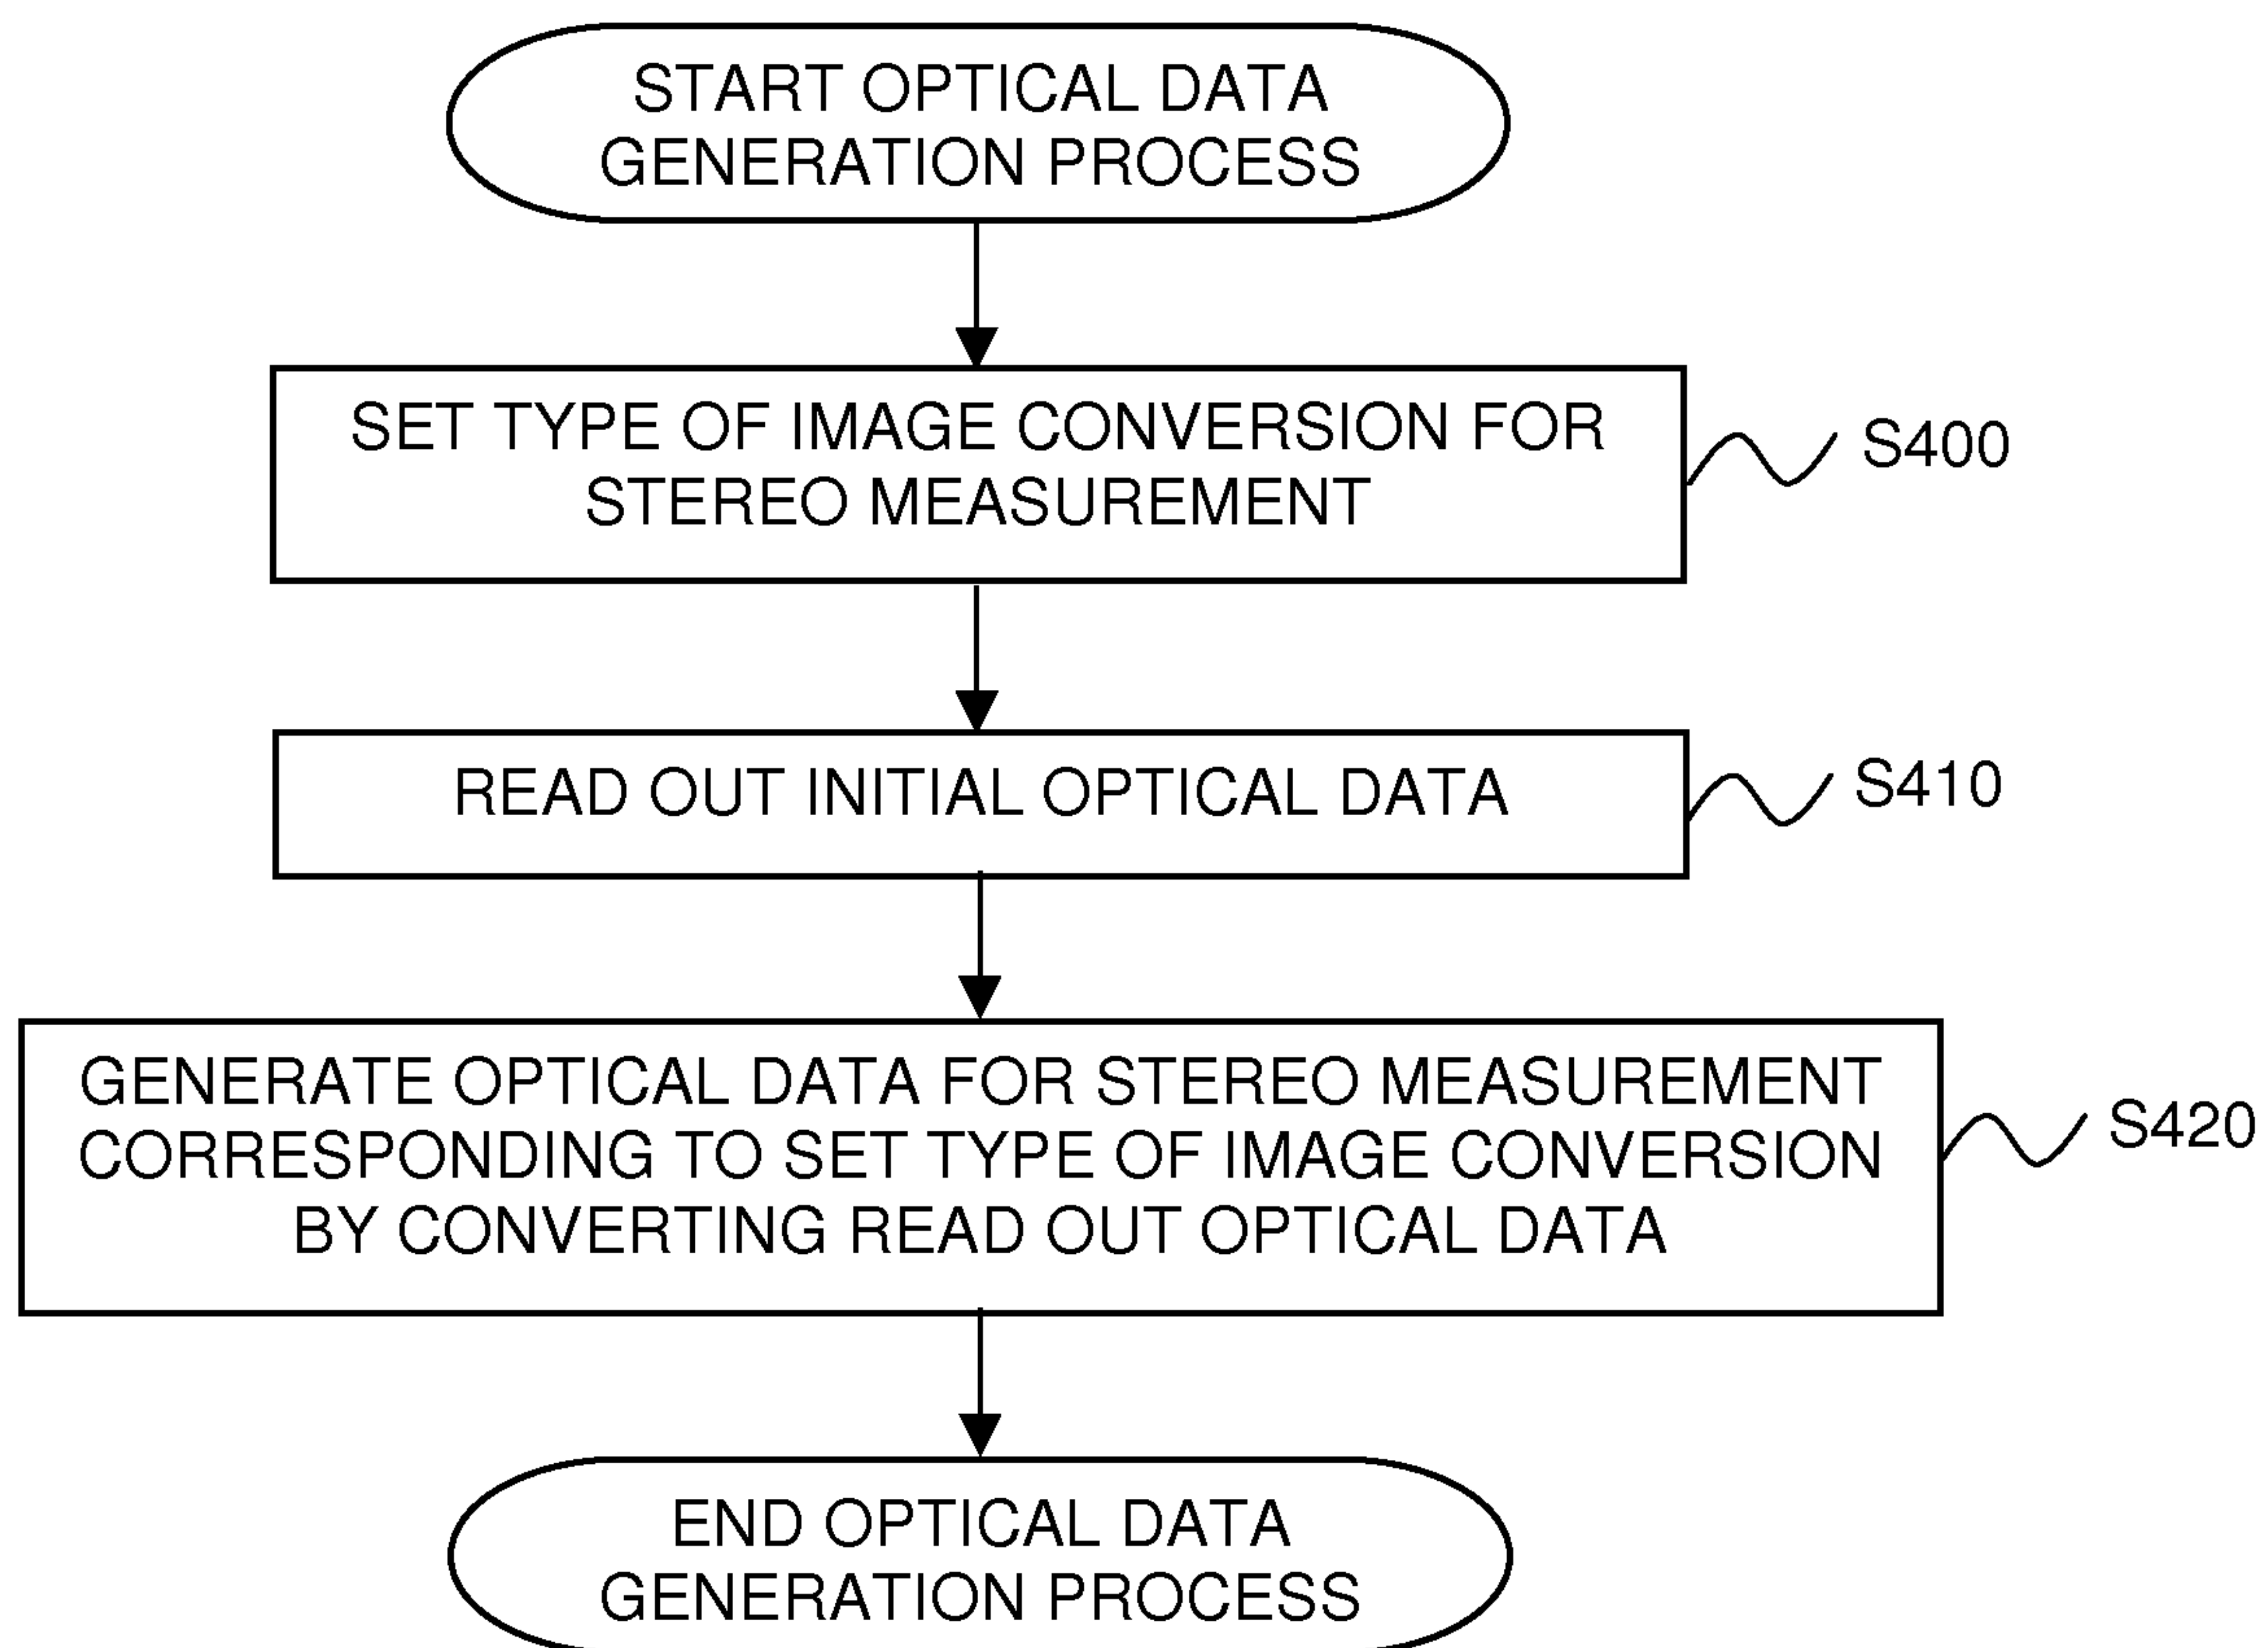 START OPTICAL DATA
GENERATION PROCESS
SET TYPE OF IMAGE CONVERSION FOR
STEREO MEASUREMENT
S400
READ OUT INITIAL OPTICAL DATA
S410
GENERATE OPTICAL DATA FOR STEREO MEASUREMENT
CORRESPONDING TO SET TYPE OF IMAGE CONVERSION
BY CONVERTING READ OUT OPTICAL DATA
S420
END OPTICAL DATA
GENERATION PROCESS